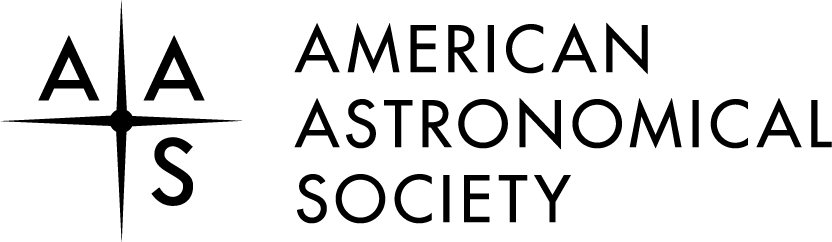 A A
S
AMERICAN
ASTRONOMICAL
SOCIETY